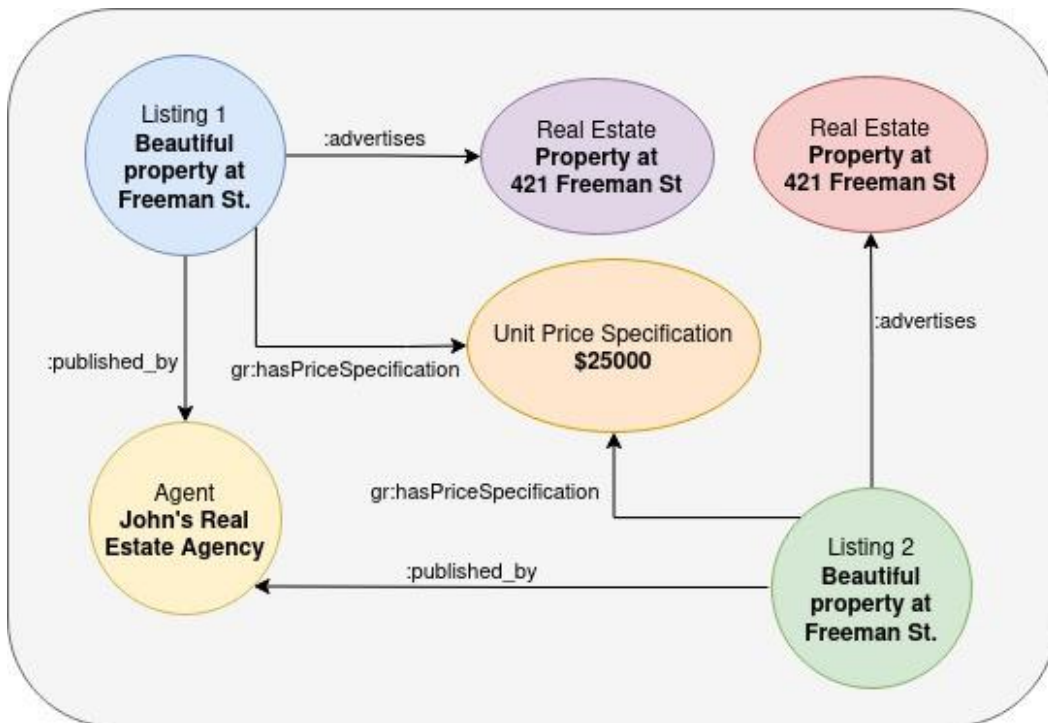 Listing 1
Beautiful
property at
Freeman St.
:advertises
Real Estate
Property at
421 Freeman St
Real Estate
Property at
421 Freeman St
:advertises
Unit Price Specification
$25000
gr:hasPriceSpecification
:published_by
gr:hasPriceSpecification
Agent
John's Real
Estate Agency
:published_by
Listing 2
Beautiful
property at
Freeman St.